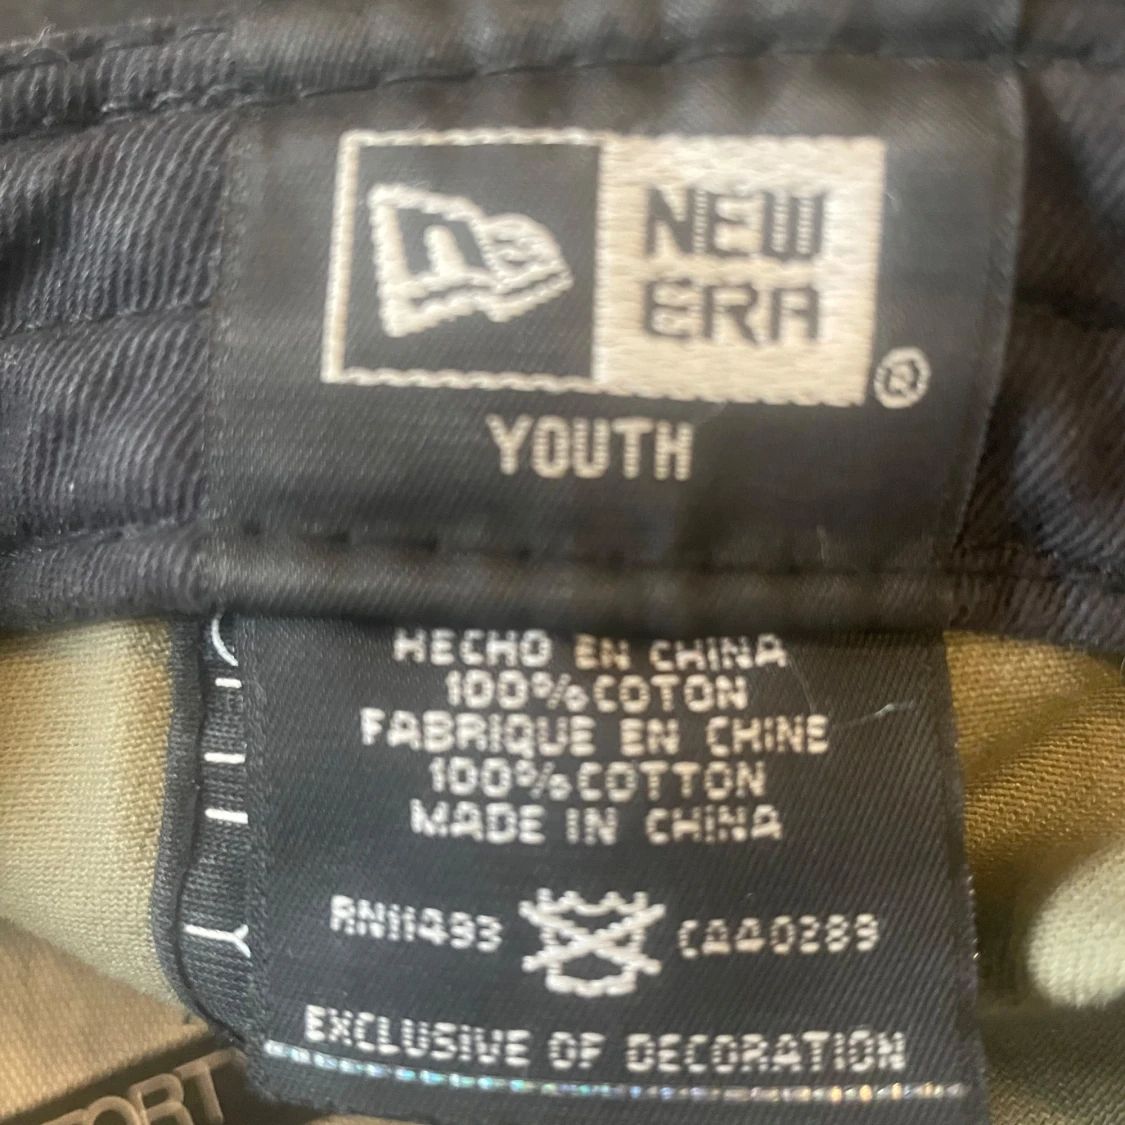 NEW
ERA
®
YOUTH
HECHO EN CHINA
100% COTON
FABRIQUE EN CHINE
100% COTTON
MADE IN CHINA
RN11493 CA40289
EXCLUSIVE OF DECORATION